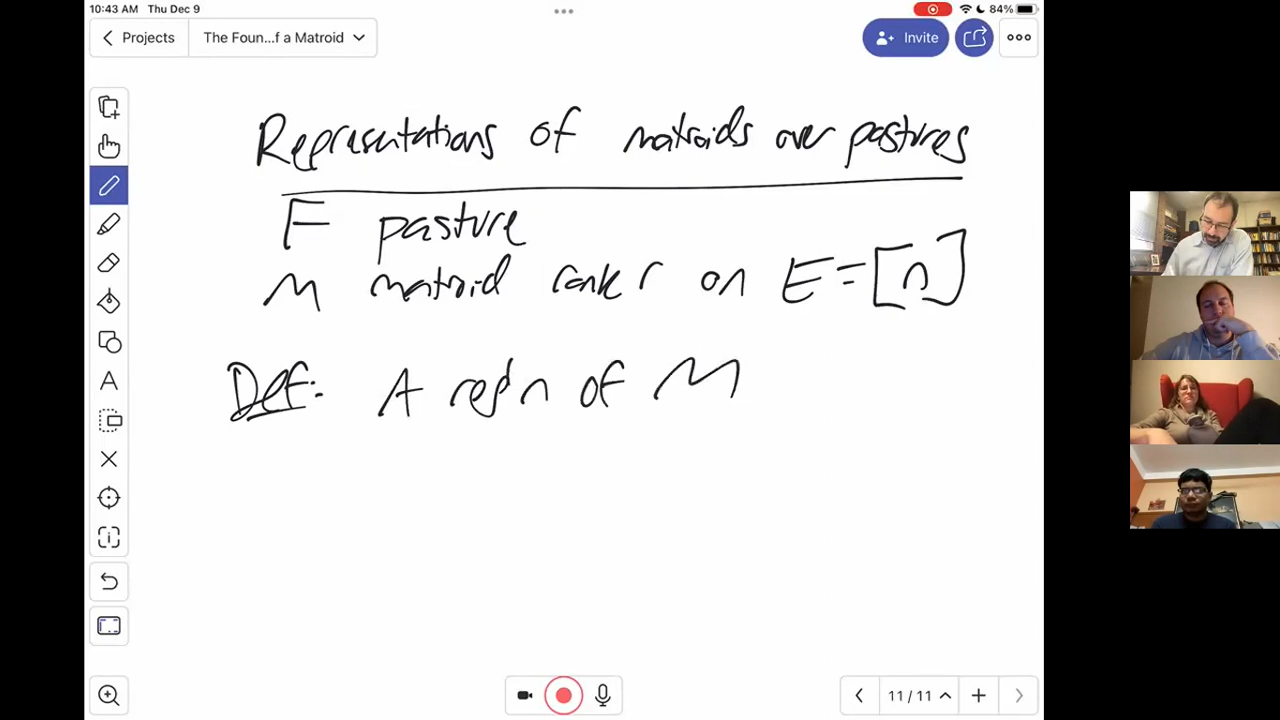 10:43 AM Thu Dec 9
84%
Projects
The Foun...f a Matroid
Invite
Representations of matroids over pastures
F pasture
M matroid rank r on E = [n]
Def: A rep'n of M
A
11 / 11